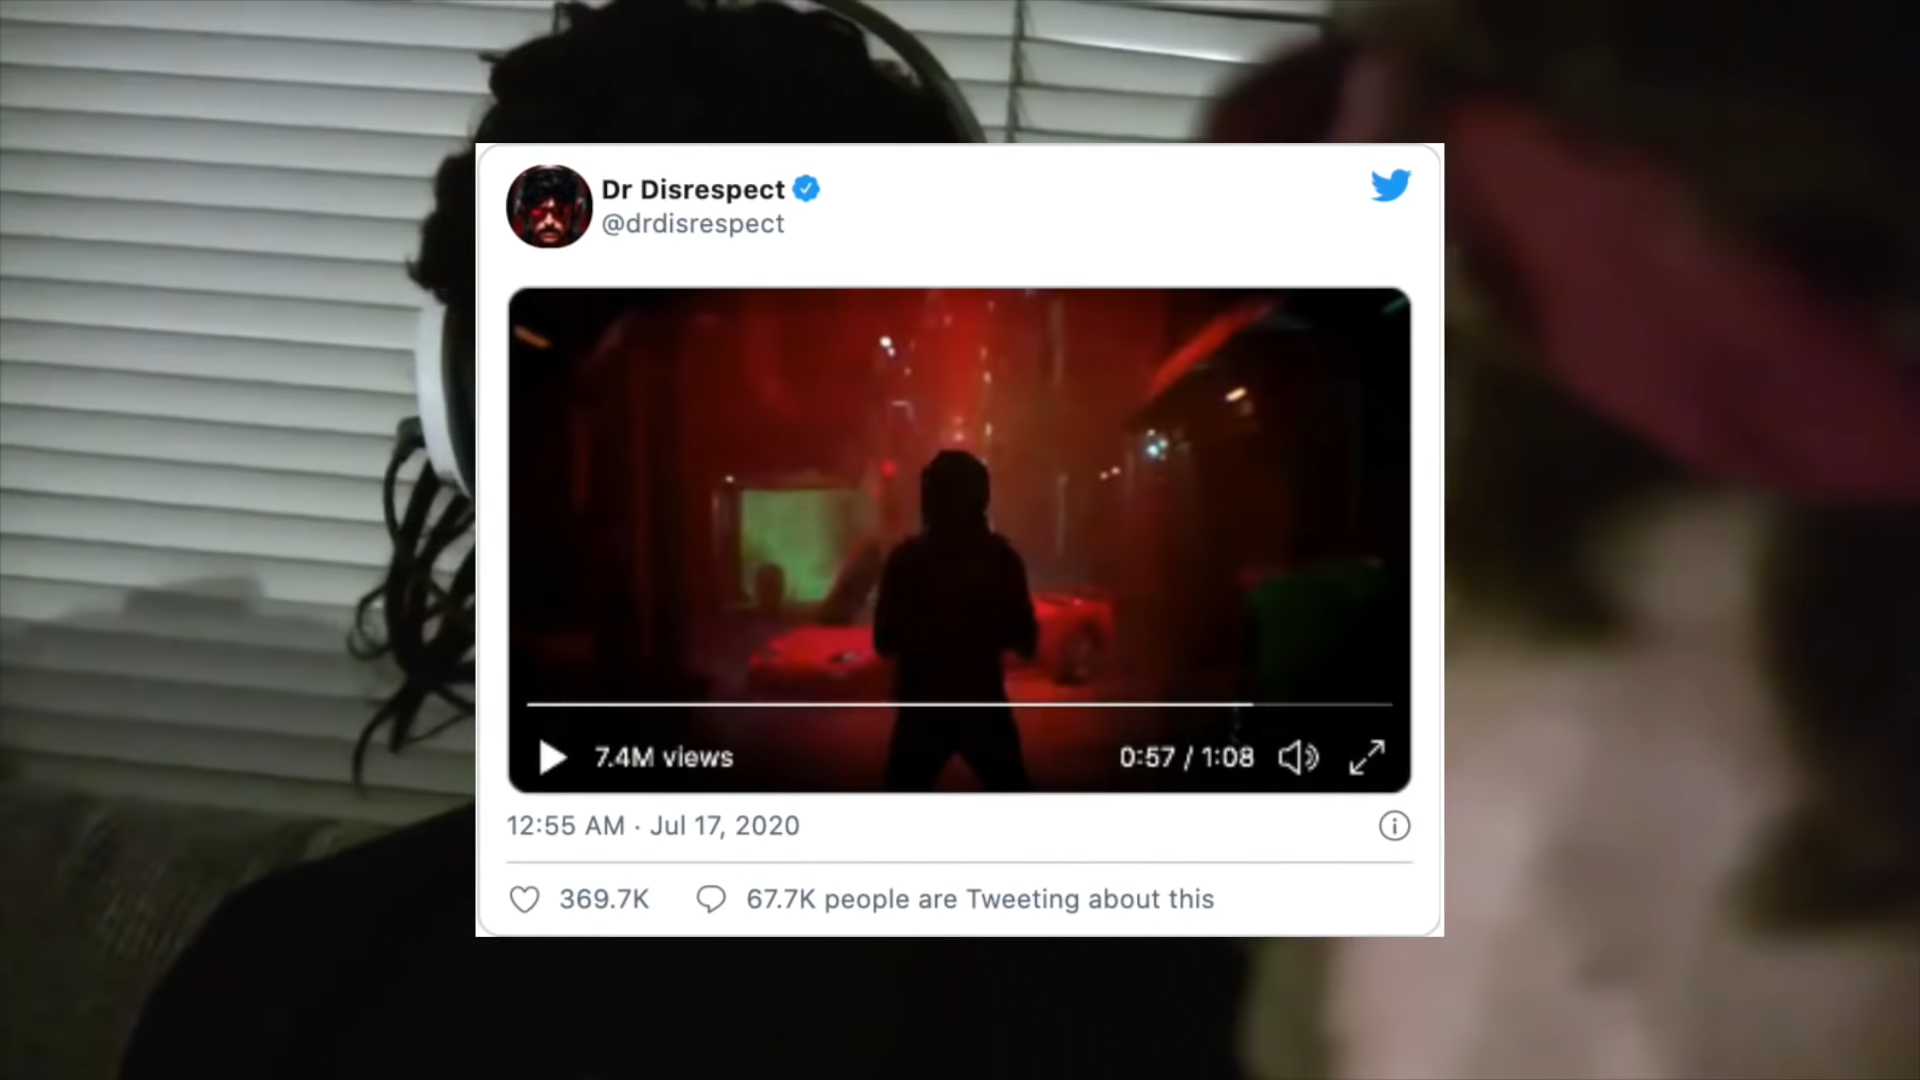 Dr Disrespect
@drdisrespect
7.4M views
0:57 / 1:08
12:55 AM · Jul 17, 2020
369.7K
67.7K people are Tweeting about this